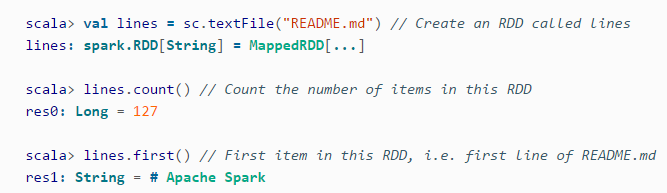 scala> val lines = sc.textFile("README.md") // Create an RDD called lines
lines: spark.RDD[String] = MappedRDD[...]
scala> lines.count() // Count the number of items in this RDD
res0: Long = 127
scala> lines.first() // First item in this RDD, i.e. first line of README.md
res1: String = # Apache Spark